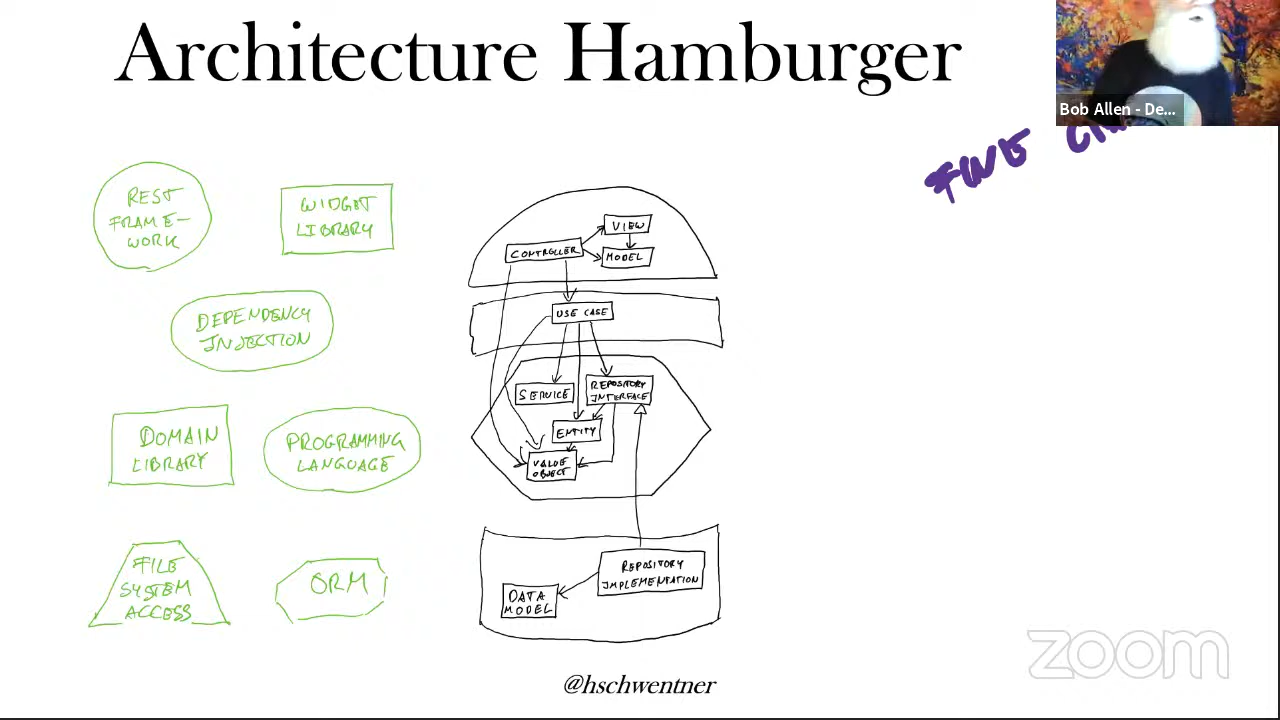 Architecture Hamburger
Bob Allen - De...
REST
FRAME-
WORK
WIDGET
LIBRARY
DEPENDENCY
INJECTION
DOMAIN
LIBRARY
PROGRAMMING
LANGUAGE
FILE
SYSTEM
ACCESS
ORM
VIEW
CONTROLLER
MODEL
USE CASE
SERVICE
REPOSITORY
INTERFACE
ENTITY
VALUE
OBJECT
REPOSITORY
IMPLEMENTATION
DATA
MODEL
@hschwentner
zoom